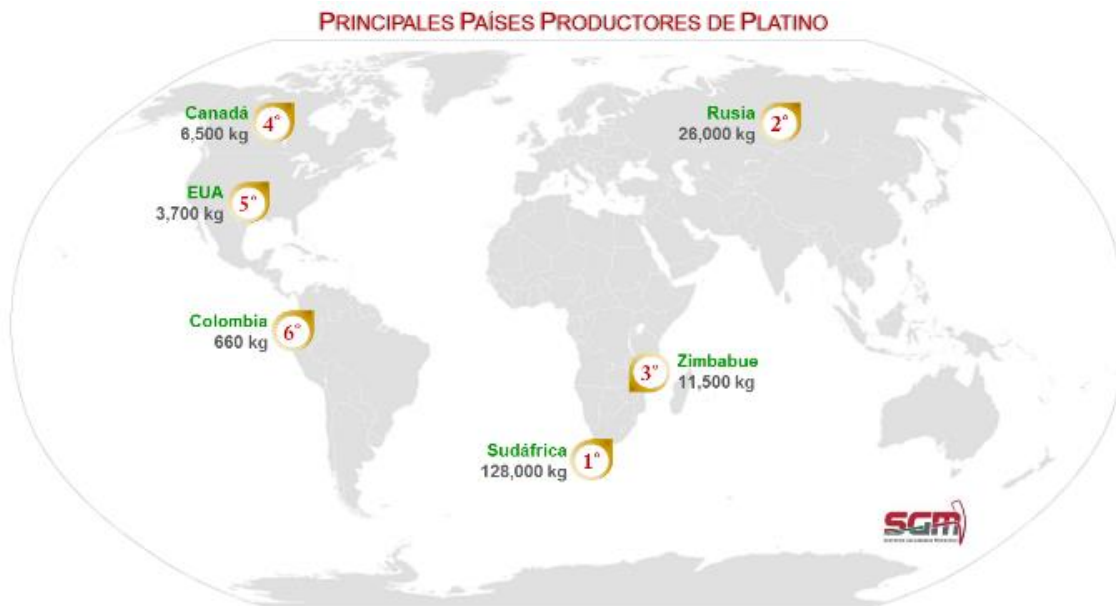 PRINCIPALES PAÍSES PRODUCTORES DE PLATINO
Canadá
6,500 kg
4°
Rusia
26,000 kg
2°
EUA
3,700 kg
5°
Colombia
660 kg
6°
3°
Zimbabue
11,500 kg
Sudáfrica
128,000 kg
1°
SGM